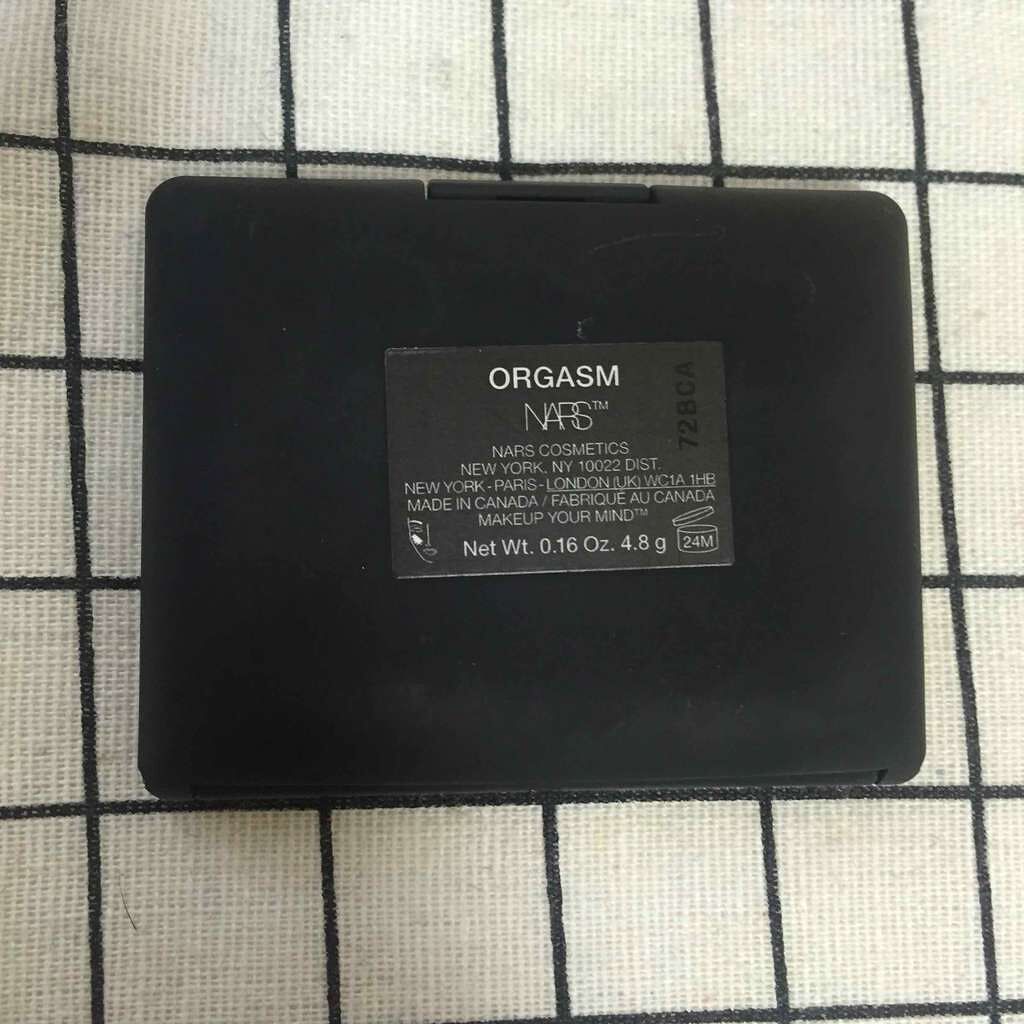 ORGASM
NARS™
72BCA
NARS COSMETICS
NEW YORK, NY 10022 DIST.
NEW YORK - PARIS - LONDON (UK) WC1A 1HB
MADE IN CANADA / FABRIQUÉ AU CANADA
MAKEUP YOUR MIND™
Net Wt. 0.16 Oz. 4.8 g
24M